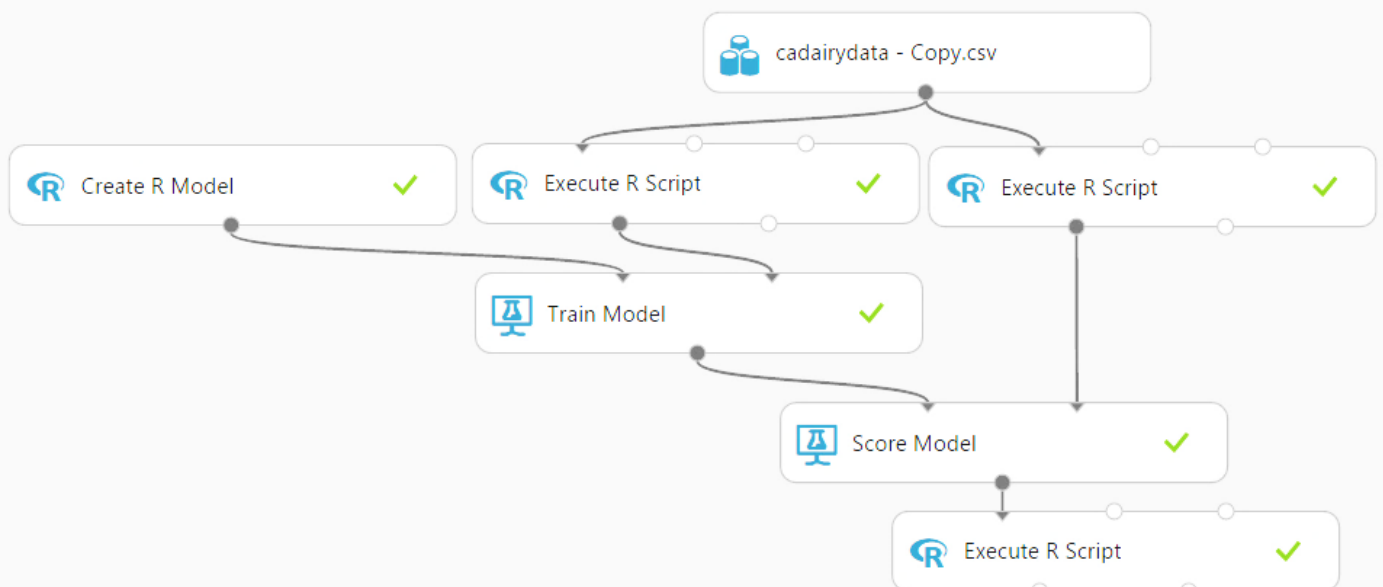 cadairydata - Copy.csv
Create R Model
Execute R Script
Execute R Script
Train Model
Score Model
Execute R Script